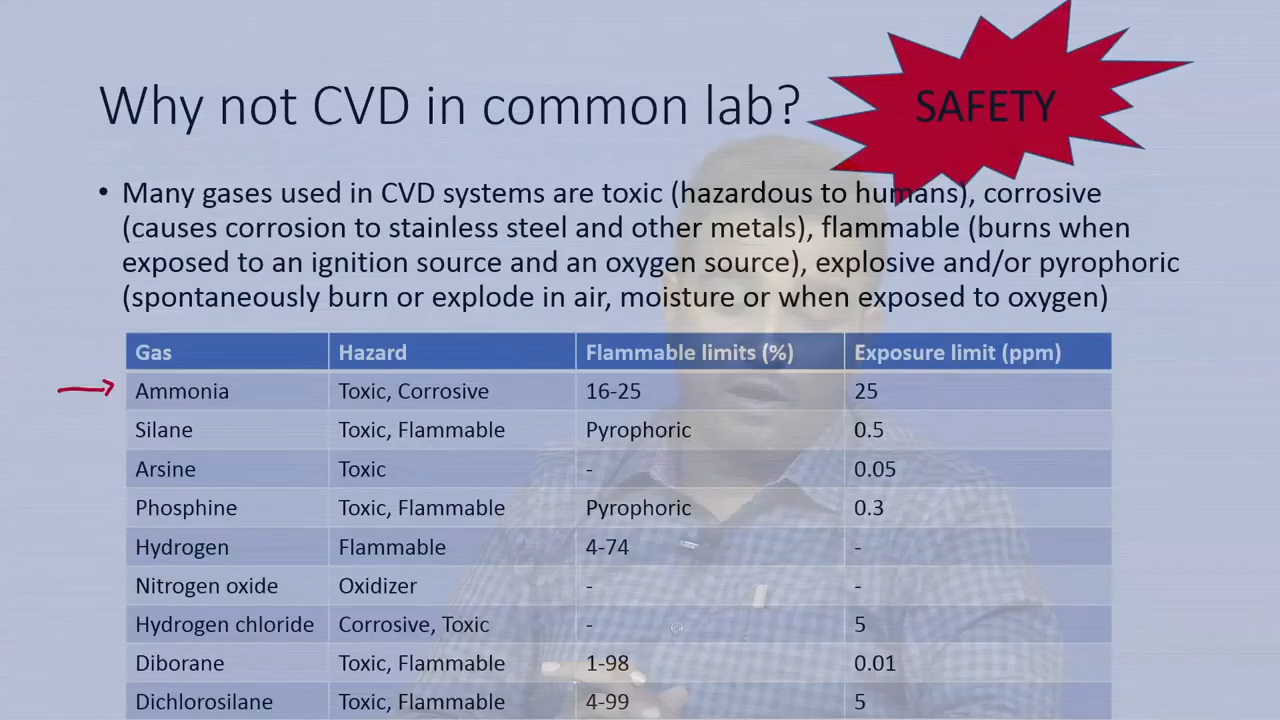 Why not CVD in common lab?
SAFETY
• Many gases used in CVD systems are toxic (hazardous to humans), corrosive
(causes corrosion to stainless steel and other metals), flammable (burns when
exposed to an ignition source and an oxygen source), explosive and/or pyrophoric
(spontaneously burn or explode in air, moisture or when exposed to oxygen)
Gas Hazard Flammable limits (%) Exposure limit (ppm)
Ammonia Toxic, Corrosive 16-25 25
Silane Toxic, Flammable Pyrophoric 0.5
Arsine Toxic - 0.05
Phosphine Toxic, Flammable Pyrophoric 0.3
Hydrogen Flammable 4-74 -
Nitrogen oxide Oxidizer - -
Hydrogen chloride Corrosive, Toxic - 5
Diborane Toxic, Flammable 1-98 0.01
Dichlorosilane Toxic, Flammable 4-99 5